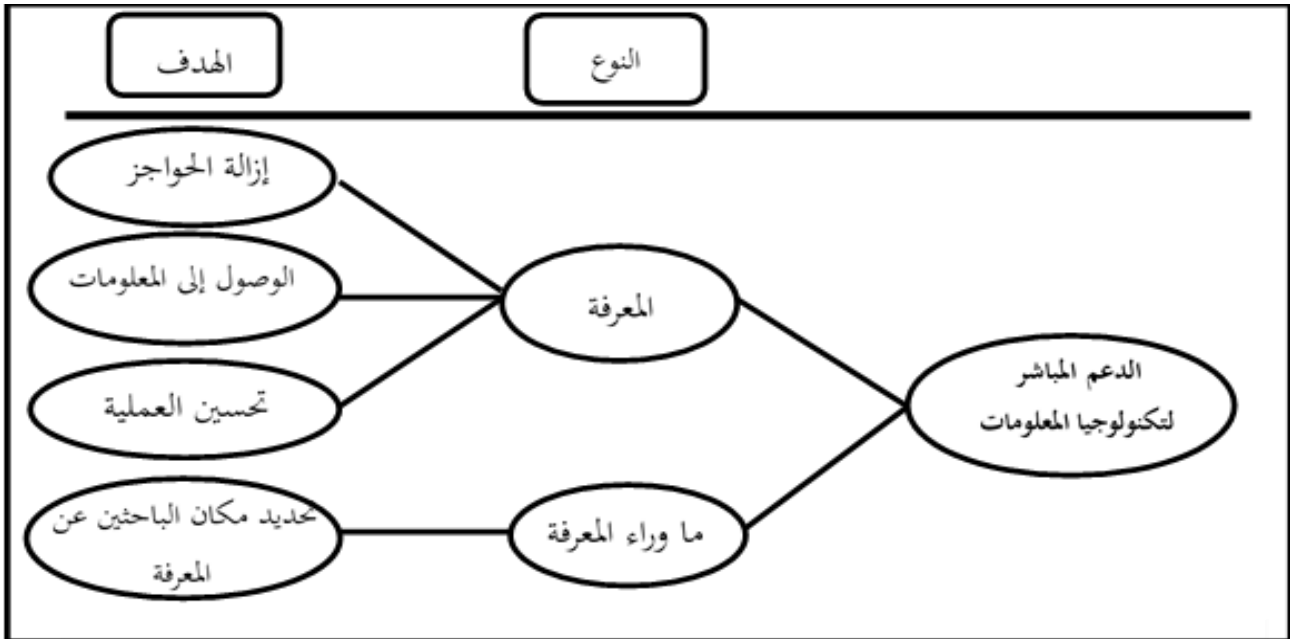 النوع
الهدف
إزالة الحواجز
الوصول إلى المعلومات
المعرفة
الدعم المباشر
لتكنولوجيا المعلومات
تحسين العملية
تحديد مكان الباحثين عن
المعرفة
ما وراء المعرفة